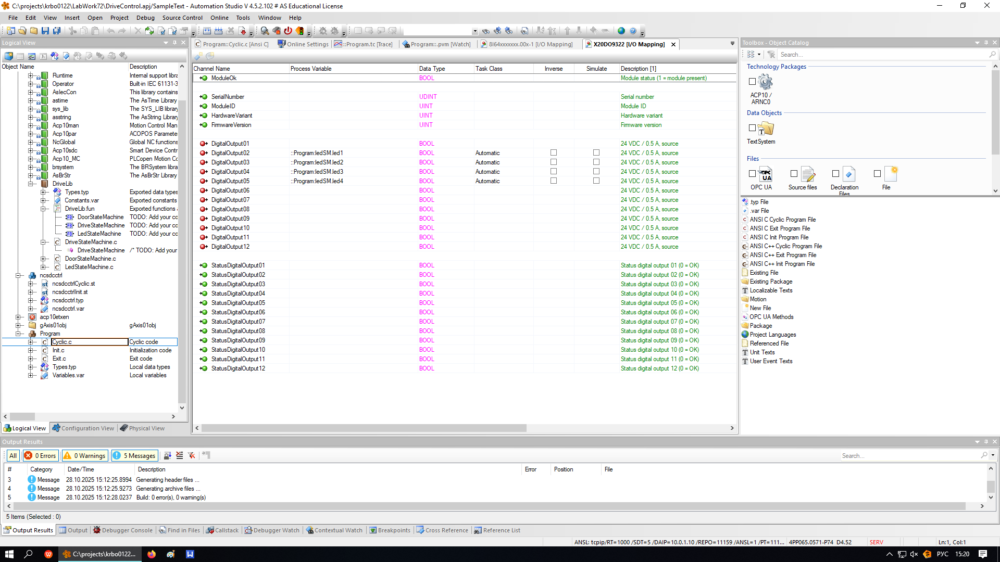 C:\projects\krbo0122\LabWork72\DriveControl.apj/SampleText - Automation Studio V 4.5.2.102 # AS Educational License
File Edit View Insert Open Project Debug Source Control Online Tools Window Help
Logical View
Object Name Description
Runtime Internal support libra
Operator Built-in IEC 61131-3
AsIecCon This library contains
astime The AsTime Library
sys_lib The SYS_LIB library
asstring The AsString Library
Acp10man Motion Control Man
Acp10par ACOPOS Paramete
NcGlobal Global NC functions
Acp10sdc Smart Device Contr
Acp10_MC PLCopen Motion Co
brsystem The BRSystem libra
AsBrStr The AsBrStr Library
DriveLib
Types.typ Exported data types
Constants.var Exported constants
DriveLib.fun Exported functions a
DoorStateMachine TODO: Add your co
DriveStateMachine TODO: Add your co
LedStateMachine TODO: Add your co
DriveStateMachine.c
DriveStateMachine /* TODO: Add your
DoorStateMachine.c
LedStateMachine.c
ncsdcctrl
ncsdcctrlCyclic.st
ncsdcctrlInit.st
ncsdcctrl.typ
ncsdcctrl.var
acp10etxen
gAxis01obj gAxis01obj
Program
Cyclic.c Cyclic code
Init.c Initialization code
Exit.c Exit code
Types.typ Local data types
Variables.var Local variables
Logical View Configuration View Physical View
Program::Cyclic.c [Ansi C] Online Settings ::Program.tc [Trace] Program::.pvm [Watch] 8I64xxxxxxx.00x-1 [I/O Mapping] X20DO9322 [I/O Mapping]
Channel Name Process Variable Data Type Task Class Inverse Simulate Description [1]
ModuleOk BOOL Module status (1 = module present)
SerialNumber UDINT Serial number
ModuleID UINT Module ID
HardwareVariant UINT Hardware variant
FirmwareVersion UINT Firmware version
DigitalOutput01 BOOL 24 VDC / 0.5 A, source
DigitalOutput02 ::Program:ledSM.led1 BOOL Automatic 24 VDC / 0.5 A, source
DigitalOutput03 ::Program:ledSM.led2 BOOL Automatic 24 VDC / 0.5 A, source
DigitalOutput04 ::Program:ledSM.led3 BOOL Automatic 24 VDC / 0.5 A, source
DigitalOutput05 ::Program:ledSM.led4 BOOL Automatic 24 VDC / 0.5 A, source
DigitalOutput06 BOOL 24 VDC / 0.5 A, source
DigitalOutput07 BOOL 24 VDC / 0.5 A, source
DigitalOutput08 BOOL 24 VDC / 0.5 A, source
DigitalOutput09 BOOL 24 VDC / 0.5 A, source
DigitalOutput10 BOOL 24 VDC / 0.5 A, source
DigitalOutput11 BOOL 24 VDC / 0.5 A, source
DigitalOutput12 BOOL 24 VDC / 0.5 A, source
StatusDigitalOutput01 BOOL Status digital output 01 (0 = OK)
StatusDigitalOutput02 BOOL Status digital output 02 (0 = OK)
StatusDigitalOutput03 BOOL Status digital output 03 (0 = OK)
StatusDigitalOutput04 BOOL Status digital output 04 (0 = OK)
StatusDigitalOutput05 BOOL Status digital output 05 (0 = OK)
StatusDigitalOutput06 BOOL Status digital output 06 (0 = OK)
StatusDigitalOutput07 BOOL Status digital output 07 (0 = OK)
StatusDigitalOutput08 BOOL Status digital output 08 (0 = OK)
StatusDigitalOutput09 BOOL Status digital output 09 (0 = OK)
StatusDigitalOutput10 BOOL Status digital output 10 (0 = OK)
StatusDigitalOutput11 BOOL Status digital output 11 (0 = OK)
StatusDigitalOutput12 BOOL Status digital output 12 (0 = OK)
Toolbox - Object Catalog
Search...
Technology Packages
ACP10 /
ARNC0
Data Objects
TextSystem
Files
OPC UA Source files Declaration Files File
.typ File
.var File
ANSI C Cyclic Program File
ANSI C Exit Program File
ANSI C Init Program File
ANSI C++ Cyclic Program File
ANSI C++ Exit Program File
ANSI C++ Init Program File
Existing File
Existing Package
Localizable Texts
Motion
New File
OPC UA Methods
Package
Project Languages
Referenced File
Unit Texts
User Event Texts
Output Results
All 0 Errors 0 Warnings 5 Messages Search...
# Category Date/Time Description Error Position File
3 Message 28.10.2025 15:12:25.8994 Generating header files ...
4 Message 28.10.2025 15:12:25.9273 Generating archive files ...
5 Message 28.10.2025 15:12:28.0237 Build: 0 error(s), 0 warning(s)
5 Items (Selected : 0)
Output Results Output Debugger Console Find in Files Callstack Debugger Watch Contextual Watch Breakpoints Cross Reference Reference List
ANSL: tcpip/RT=1000 /SDT=5 /DAIP=10.0.1.10 /REPO=11159 /ANSL=1 /PT=111... 4PP065.0571-P74 D4.52 SERV Ln:1, Col:1
C:\projects\krbo0122... РУС 15:20